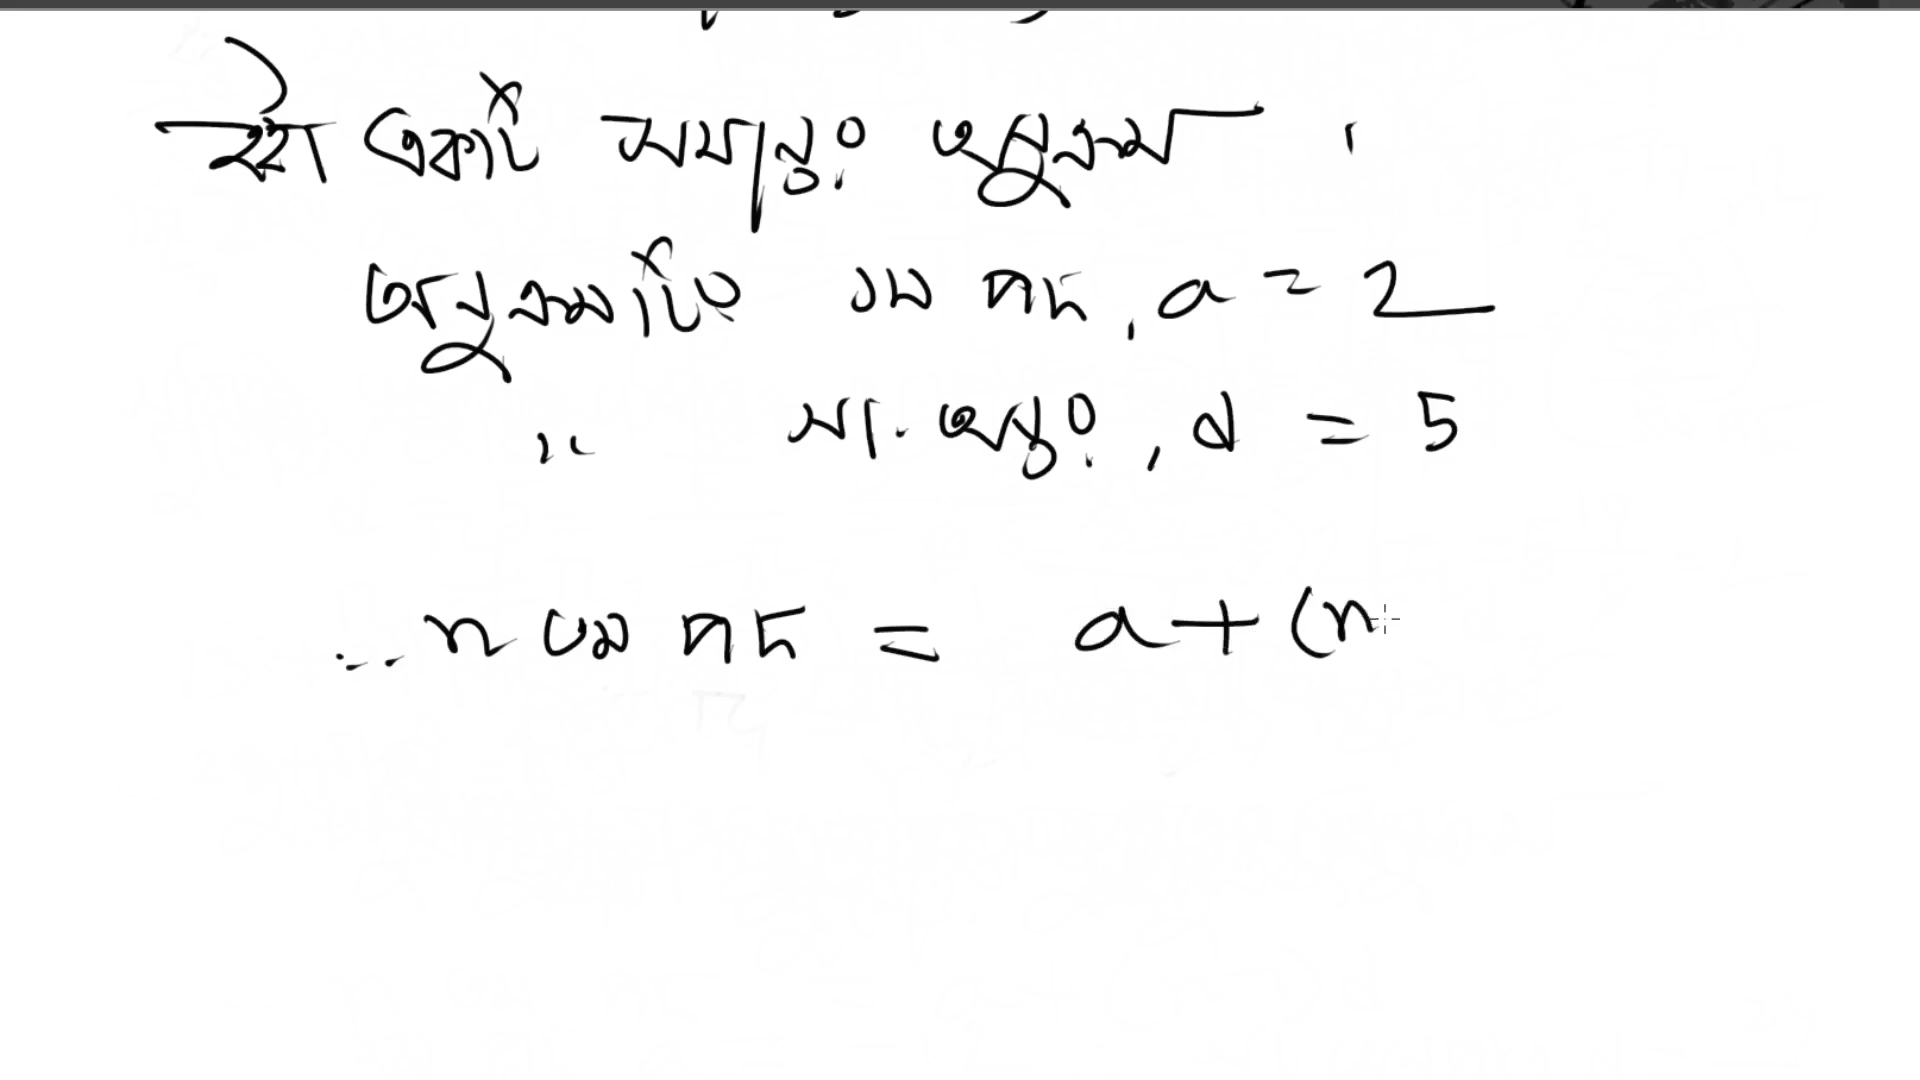 ইহা একটি সমান্তর অনুক্রম ।
অনুক্রমটির ১ম পদ, a = 2
" সা. অন্তর, d = 5
∴ n তম পদ = a + (n